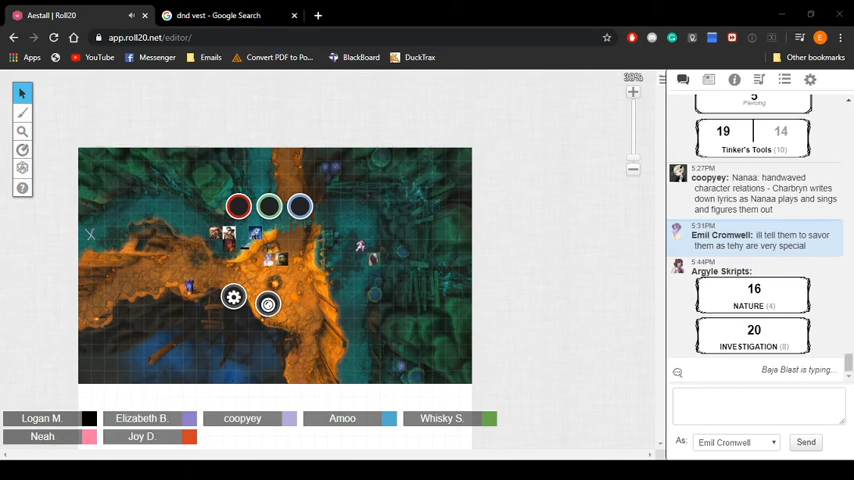 Aestall | Roll20
dnd vest - Google Search
app.roll20.net/editor/
Apps
YouTube
Messenger
Emails
Convert PDF to Po...
BlackBoard
DuckTrax
Other bookmarks
30%
5
Piercing
19 14
Tinker's Tools (10)
5:27PM
coopyey: Nanaa: handwaved
character relations - Charbryn writes
down lyrics as Nanaa plays and sings
and figures them out
5:31PM
Emil Cromwell: ill tell them to savor
them as tehy are very special
5:44PM
Argyle Skripts:
16
NATURE (4)
20
INVESTIGATION (8)
Baja Blast is typing...
As: Emil Cromwell Send
Logan M. Elizabeth B. coopyey Amoo Whisky S.
Neah Joy D.